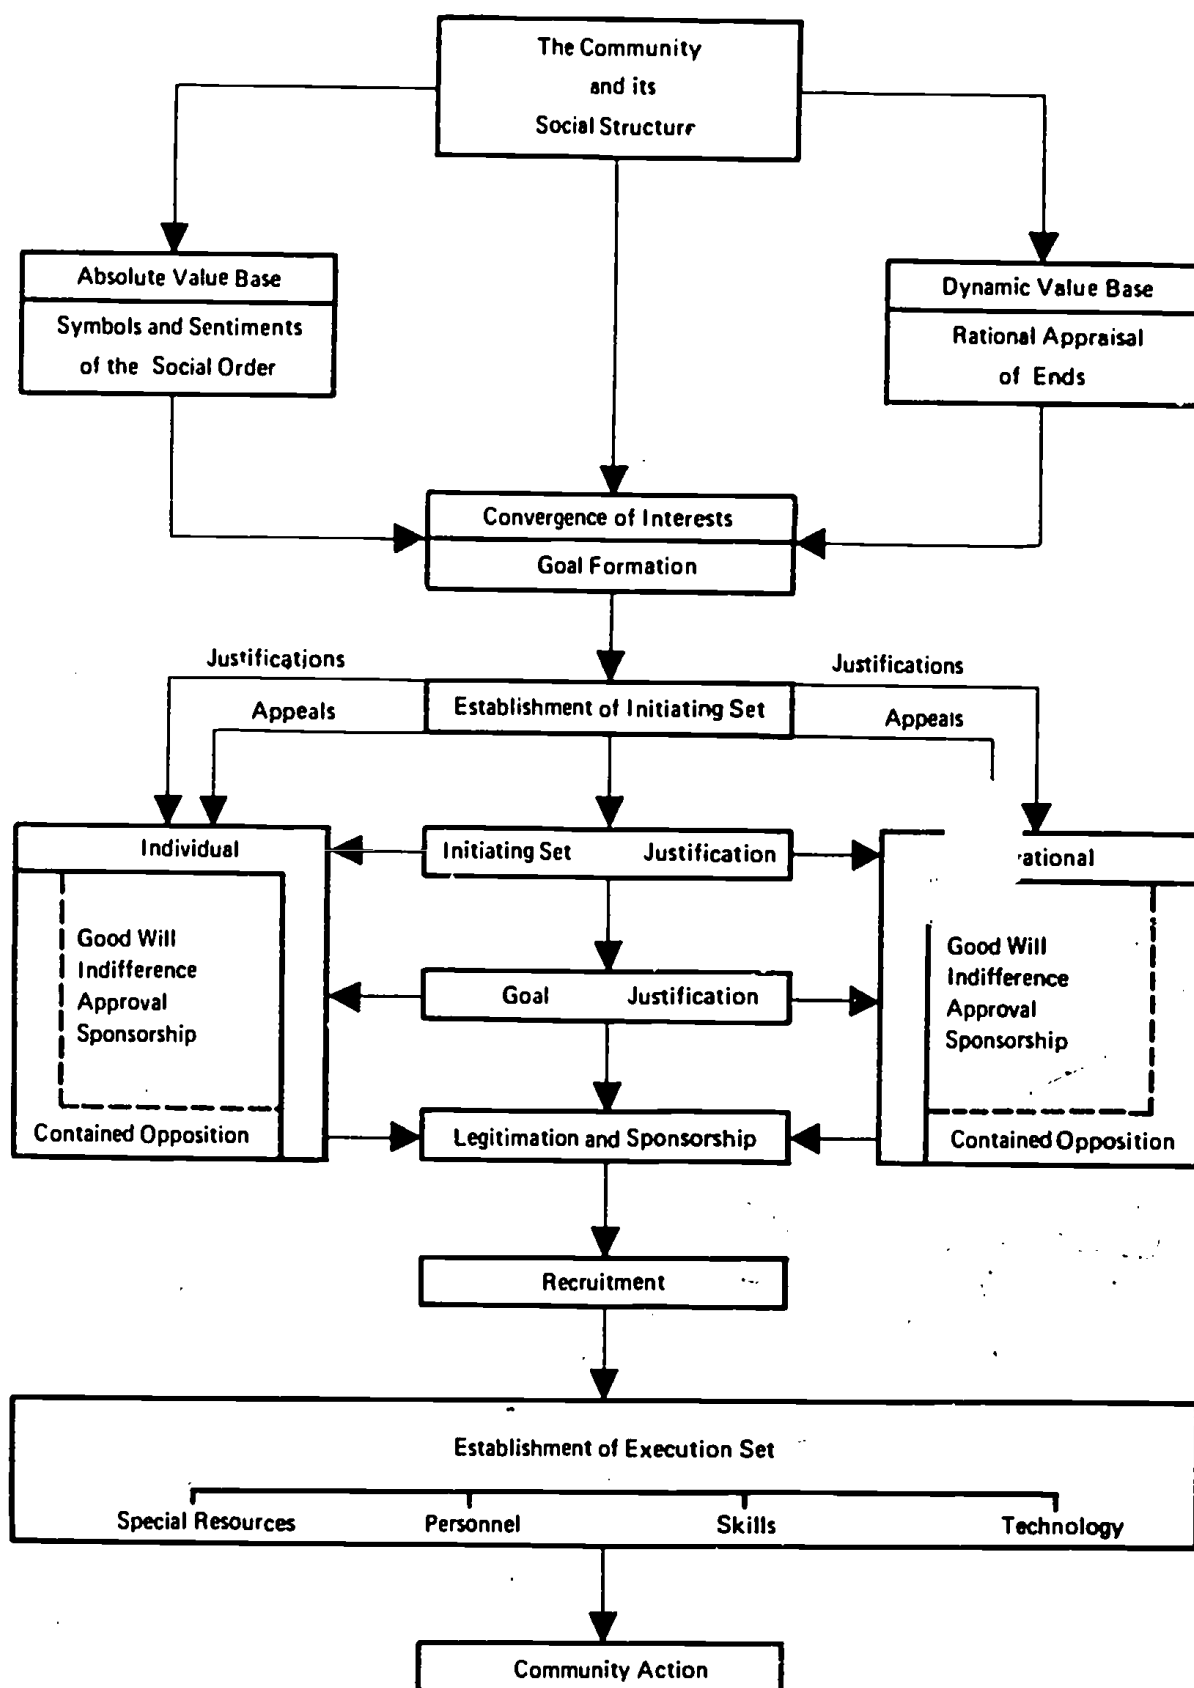 The Community
and its
Social Structure
Absolute Value Base
Symbols and Sentiments
of the Social Order
Dynamic Value Base
Rational Appraisal
of Ends
Convergence of Interests
Goal Formation
Justifications
Justifications
Appeals
Establishment of Initiating Set
Appeals
Individual
Initiating Set Justification
Good Will
Indifference
Approval
Sponsorship
Goal Justification
Good Will
Indifference
Approval
Sponsorship
Contained Opposition
Legitimation and Sponsorship
Contained Opposition
Recruitment
Establishment of Execution Set
Special Resources
Personnel
Skills
Technology
Community Action